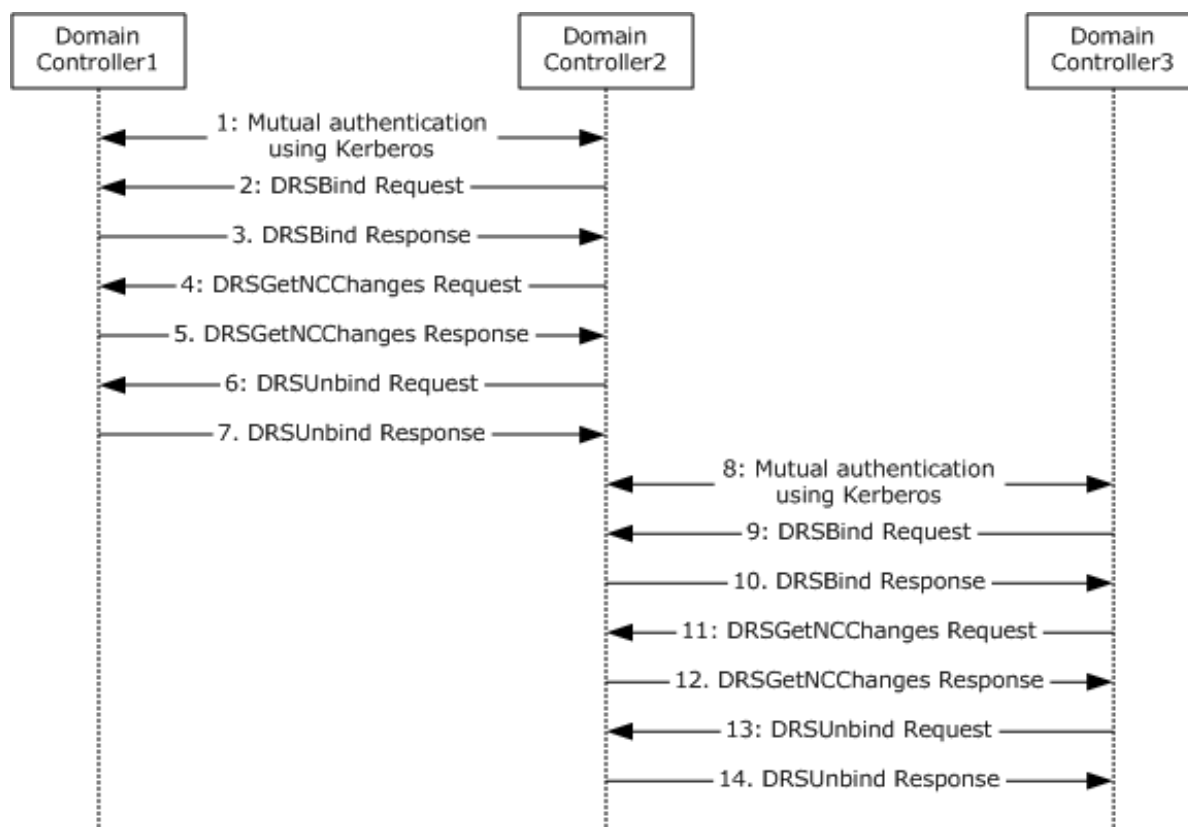 Domain
Controller1
Domain
Controller2
Domain
Controller3
1: Mutual authentication
using Kerberos
2: DRSBind Request
3. DRSBind Response
4: DRSGetNCChanges Request
5. DRSGetNCChanges Response
6: DRSUnbind Request
7. DRSUnbind Response
8: Mutual authentication
using Kerberos
9: DRSBind Request
10. DRSBind Response
11: DRSGetNCChanges Request
12. DRSGetNCChanges Response
13: DRSUnbind Request
14. DRSUnbind Response